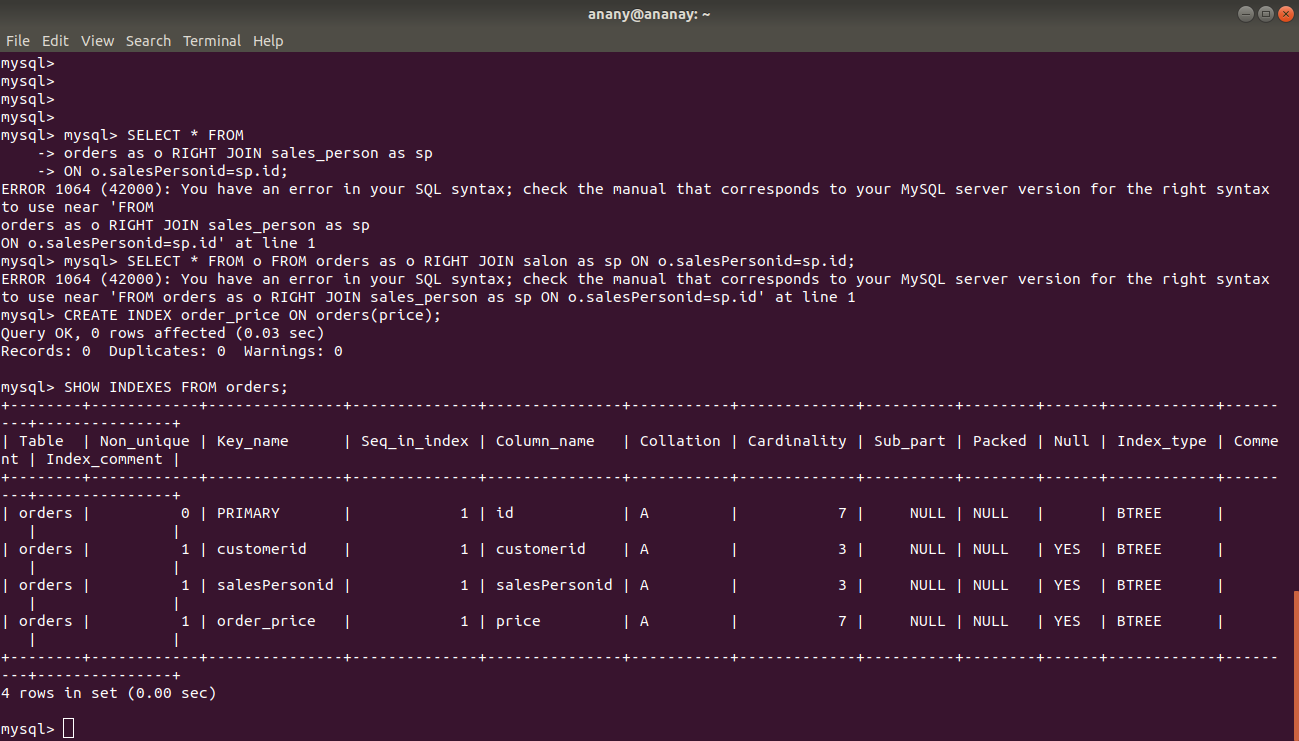 anany@ananay: ~
File Edit View Search Terminal Help
mysql>
mysql>
mysql>
mysql>
mysql> mysql> SELECT * FROM
    -> orders as o RIGHT JOIN sales_person as sp
    -> ON o.salesPersonid=sp.id;
ERROR 1064 (42000): You have an error in your SQL syntax; check the manual that corresponds to your MySQL server version for the right syntax
to use near 'FROM
orders as o RIGHT JOIN sales_person as sp
ON o.salesPersonid=sp.id' at line 1
mysql> mysql> SELECT * FROM o FROM orders as o RIGHT JOIN salon as sp ON o.salesPersonid=sp.id;
ERROR 1064 (42000): You have an error in your SQL syntax; check the manual that corresponds to your MySQL server version for the right syntax
to use near 'FROM orders as o RIGHT JOIN sales_person as sp ON o.salesPersonid=sp.id' at line 1
mysql> CREATE INDEX order_price ON orders(price);
Query OK, 0 rows affected (0.03 sec)
Records: 0  Duplicates: 0  Warnings: 0

mysql> SHOW INDEXES FROM orders;
+--------+------------+---------------+--------------+---------------+-----------+-------------+----------+--------+------+------------+------
---+---------------+
| Table  | Non_unique | Key_name      | Seq_in_index | Column_name   | Collation | Cardinality | Sub_part | Packed | Null | Index_type | Comme
nt | Index_comment |
+--------+------------+---------------+--------------+---------------+-----------+-------------+----------+--------+------+------------+------
---+---------------+
| orders |          0 | PRIMARY       |            1 | id            | A         |           7 |     NULL | NULL   |      | BTREE      |
   |               |
| orders |          1 | customerid    |            1 | customerid    | A         |           3 |     NULL | NULL   | YES  | BTREE      |
   |               |
| orders |          1 | salesPersonid |            1 | salesPersonid | A         |           3 |     NULL | NULL   | YES  | BTREE      |
   |               |
| orders |          1 | order_price   |            1 | price         | A         |           7 |     NULL | NULL   | YES  | BTREE      |
   |               |
+--------+------------+---------------+--------------+---------------+-----------+-------------+----------+--------+------+------------+------
---+---------------+
4 rows in set (0.00 sec)

mysql>